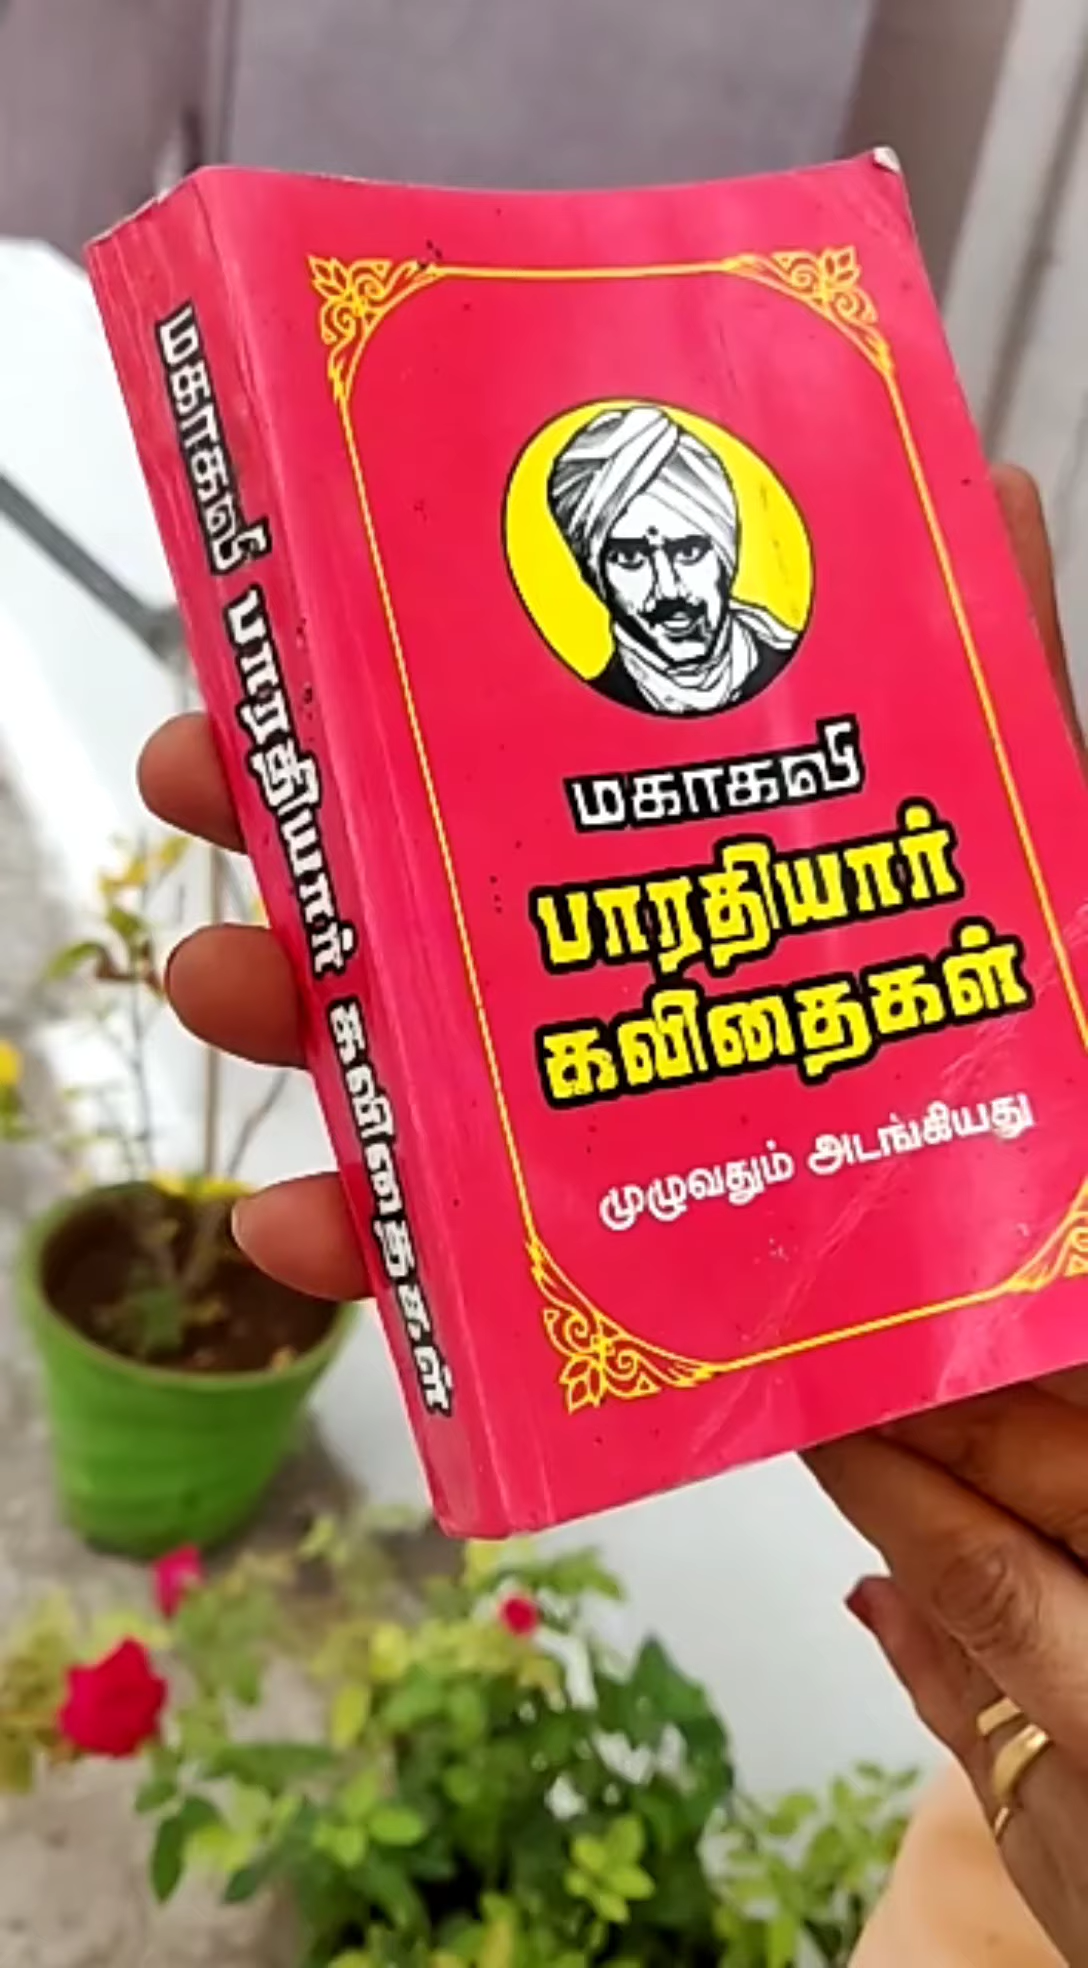 மகாகவி பாரதியார் கவிதைகள்
மகாகவி
பாரதியார்
கவிதைகள்
முழுவதும் அடங்கியது